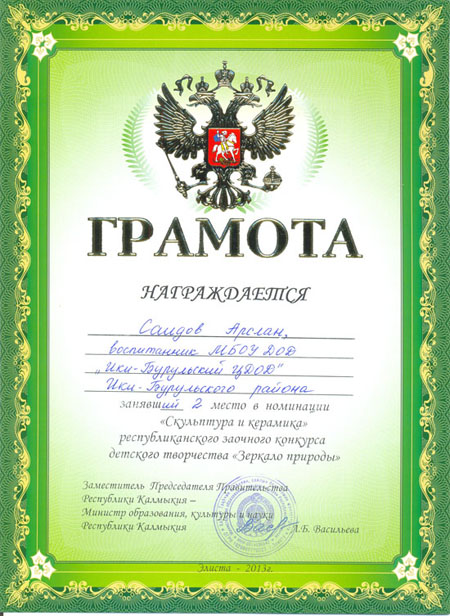 ГРАМОТА
НАГРАЖДАЕТСЯ
Саидов Арслан,
воспитанник МБОУ ДОД
„Ики-Бурульский ЦДОД"
Ики-Бурульского района
занявший 2 место в номинации
«Скульптура и керамика»
республиканского заочного конкурса
детского творчества «Зеркало природы»
Заместитель Председателя Правительства
Республики Калмыкия –
Министр образования, культуры и науки
Республики Калмыкия Л.Б. Васильева
Элиста - 2013г.